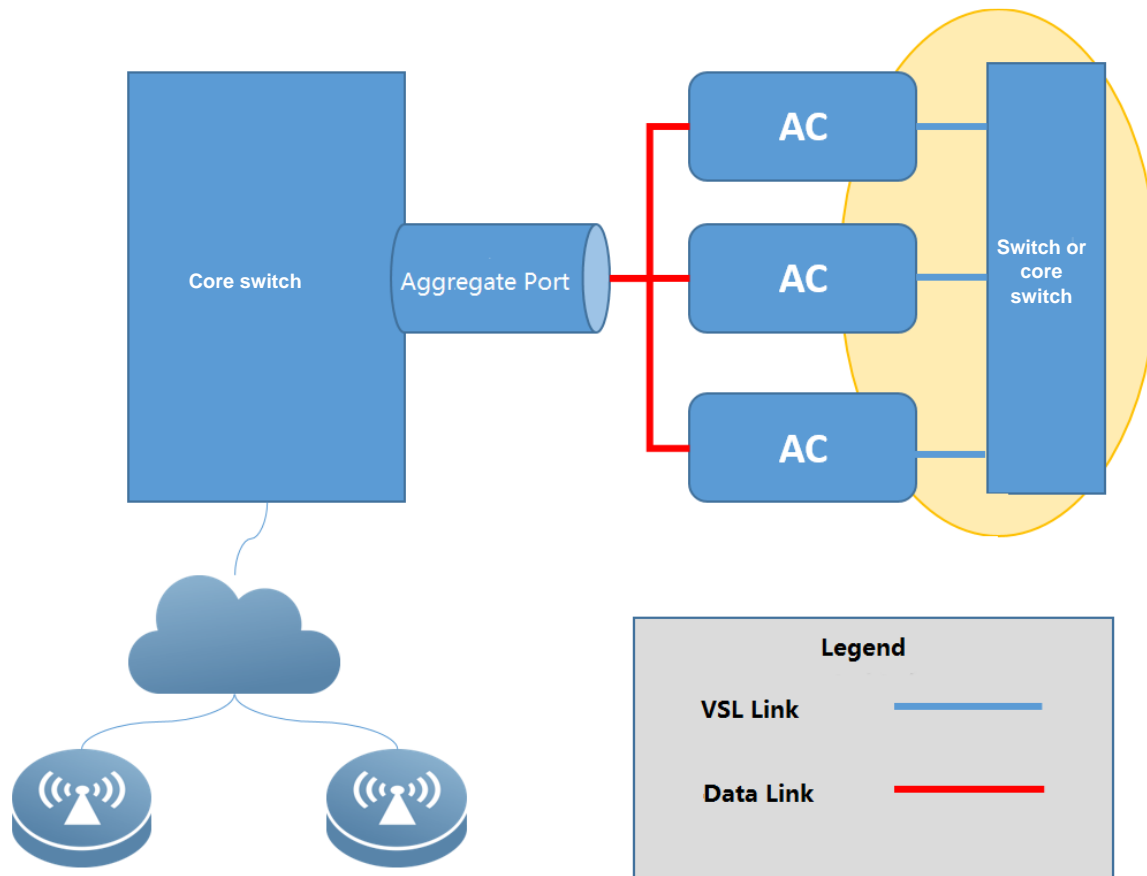 AC
AC
AC
Core switch
Aggregate Port
Switch or
core
switch
Legend
VSL Link
Data Link